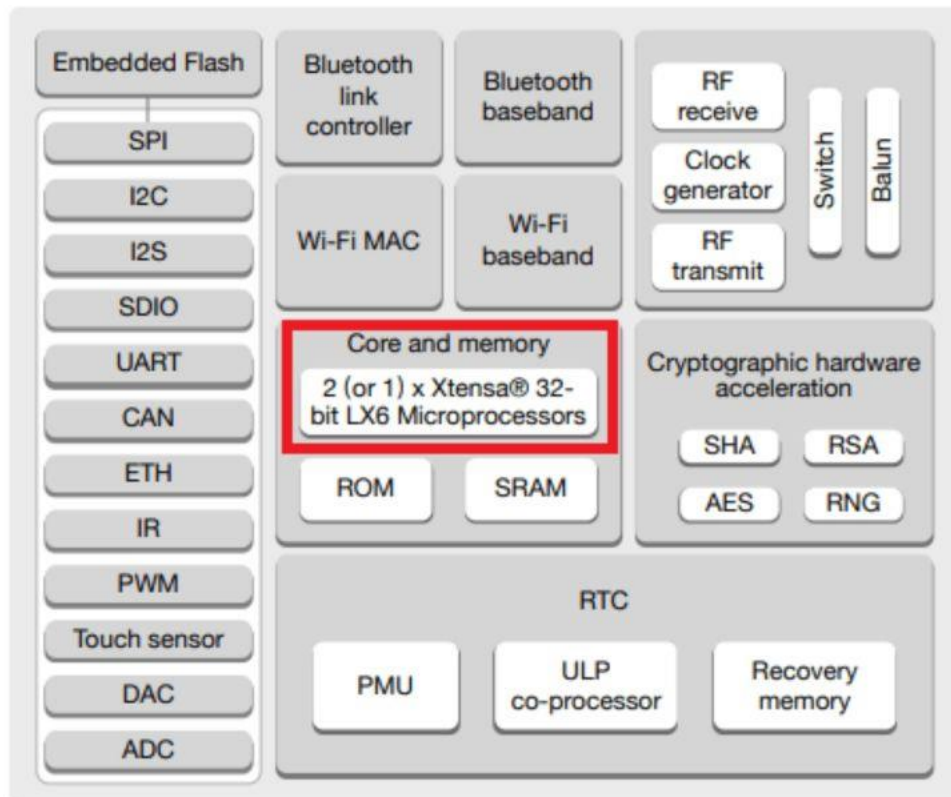 Embedded Flash
SPI
I2C
I2S
SDIO
UART
CAN
ETH
IR
PWM
Touch sensor
DAC
ADC
Bluetooth
link
controller
Bluetooth
baseband
Wi-Fi MAC
Wi-Fi
baseband
RF
receive
Clock
generator
RF
transmit
Switch
Balun
Core and memory
2 (or 1) x Xtensa® 32-
bit LX6 Microprocessors
ROM
SRAM
Cryptographic hardware
acceleration
SHA
RSA
AES
RNG
RTC
PMU
ULP
co-processor
Recovery
memory